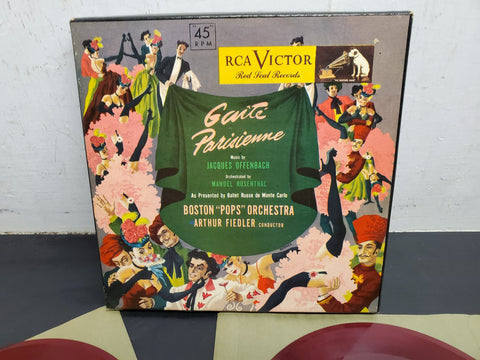 "45"
RPM
RCA VICTOR
Red Seal Records
Gaîté
Parisienne
Music by
JACQUES OFFENBACH
Orchestrated by
MANUEL ROSENTHAL
As Presented by Ballet Russe de Monte Carlo
BOSTON "POPS" ORCHESTRA
ARTHUR FIEDLER CONDUCTOR